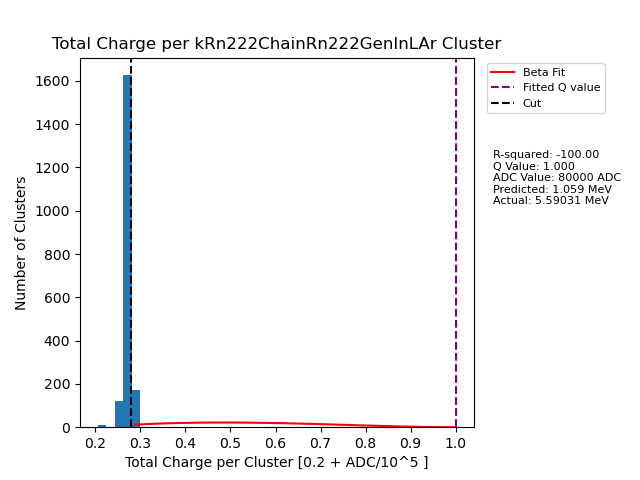 Total Charge per kRn222ChainRn222GenInLAr Cluster
Beta Fit
Fitted Q value
Cut
R-squared: -100.00
Q Value: 1.000
ADC Value: 80000 ADC
Predicted: 1.059 MeV
Actual: 5.59031 MeV
Number of Clusters
1600
1400
1200
1000
800
600
400
200
0
0.2 0.3 0.4 0.5 0.6 0.7 0.8 0.9 1.0
Total Charge per Cluster [0.2 + ADC/10^5 ]